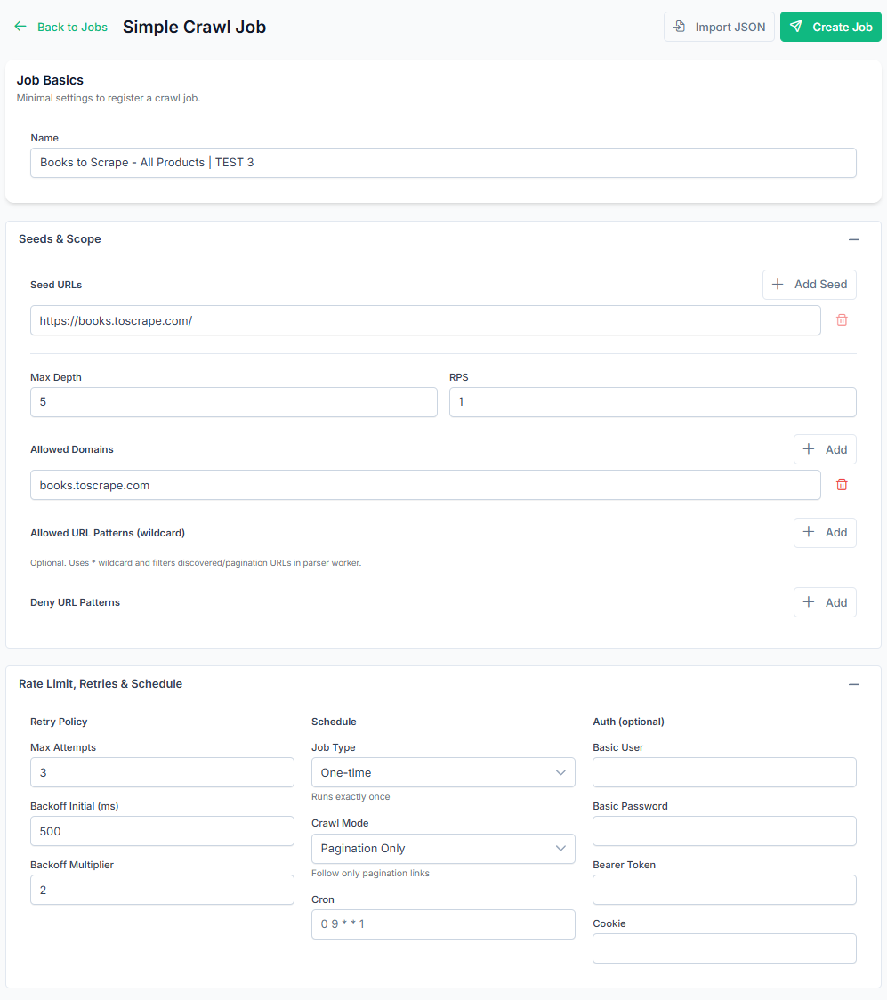 Back to Jobs
Simple Crawl Job
Import JSON
Create Job
Job Basics
Minimal settings to register a crawl job.
Name
Books to Scrape - All Products | TEST 3
Seeds & Scope
Seed URLs
Add Seed
https://books.toscrape.com/
Max Depth
RPS
5
1
Allowed Domains
Add
books.toscrape.com
Allowed URL Patterns (wildcard)
Add
Optional. Uses * wildcard and filters discovered/pagination URLs in parser worker.
Deny URL Patterns
Add
Rate Limit, Retries & Schedule
Retry Policy
Max Attempts
3
Backoff Initial (ms)
500
Backoff Multiplier
2
Schedule
Job Type
One-time
Runs exactly once
Crawl Mode
Pagination Only
Follow only pagination links
Cron
0 9 * * 1
Auth (optional)
Basic User
Basic Password
Bearer Token
Cookie